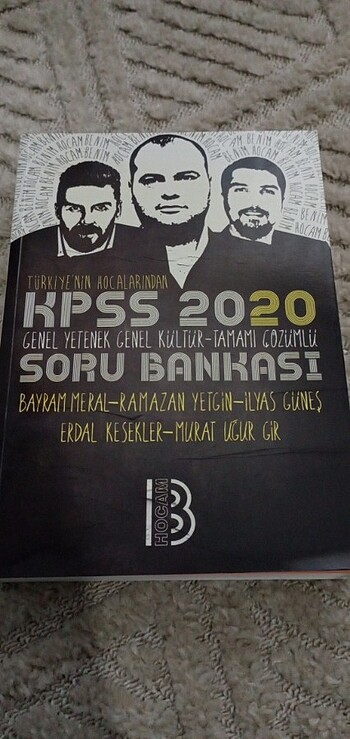 TÜRKİYE'NİN HOCALARINDAN
KPSS 2020
GENEL YETENEK GENEL KÜLTÜR-TAMAMI ÇÖZÜMLÜ
SORU BANKASI
BAYRAM MERAL-RAMAZAN YETGİN-İLYAS GÜNEŞ
ERDAL KESEKLER-MURAT UĞUR GİR
B HOCAM